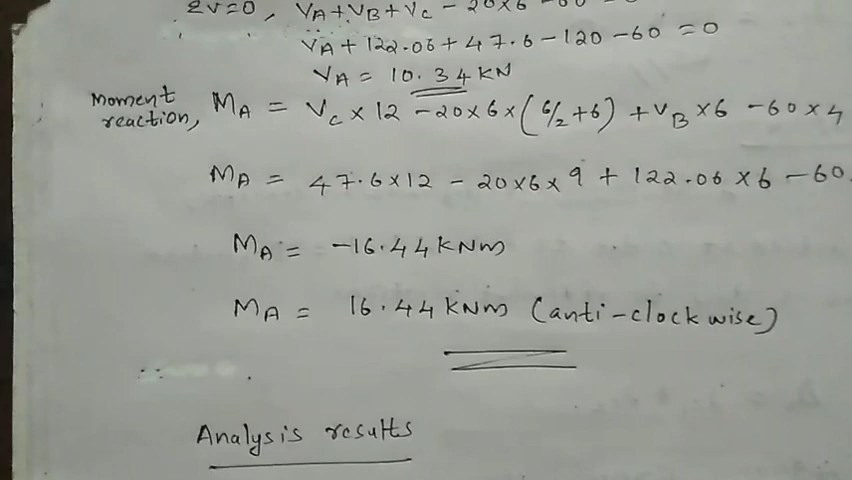 ΣV=0, VA+VB+VC - 20×6 - 60
VA + 122.06 + 47.6 - 120 - 60 = 0
VA = 10.34 KN
Moment reaction, MA = Vc × 12 - 20×6×(6/2+6) + VB×6 - 60×4
MA = 47.6×12 - 20×6×9 + 122.06×6 - 60
MA = -16.44 KNm
MA = 16.44 KNm (anti-clockwise)
Analysis results